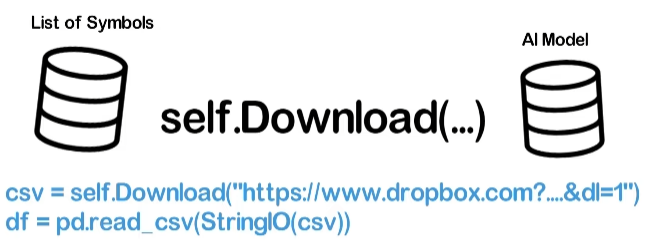 List of Symbols
AI Model
self.Download(...)
csv = self.Download("https://www.dropbox.com?....&dl=1")
df = pd.read_csv(StringIO(csv))